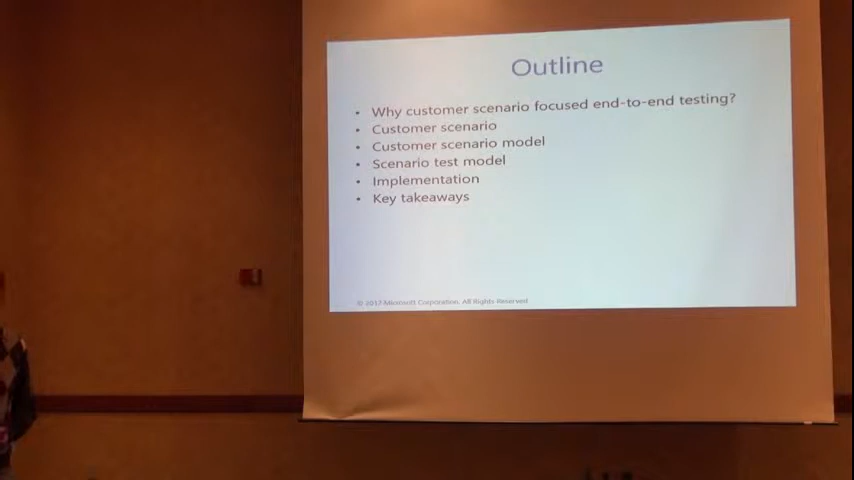 Outline
• Why customer scenario focused end-to-end testing?
• Customer scenario
• Customer scenario model
• Scenario test model
• Implementation
• Key takeaways
© 2017 Microsoft Corporation. All Rights Reserved